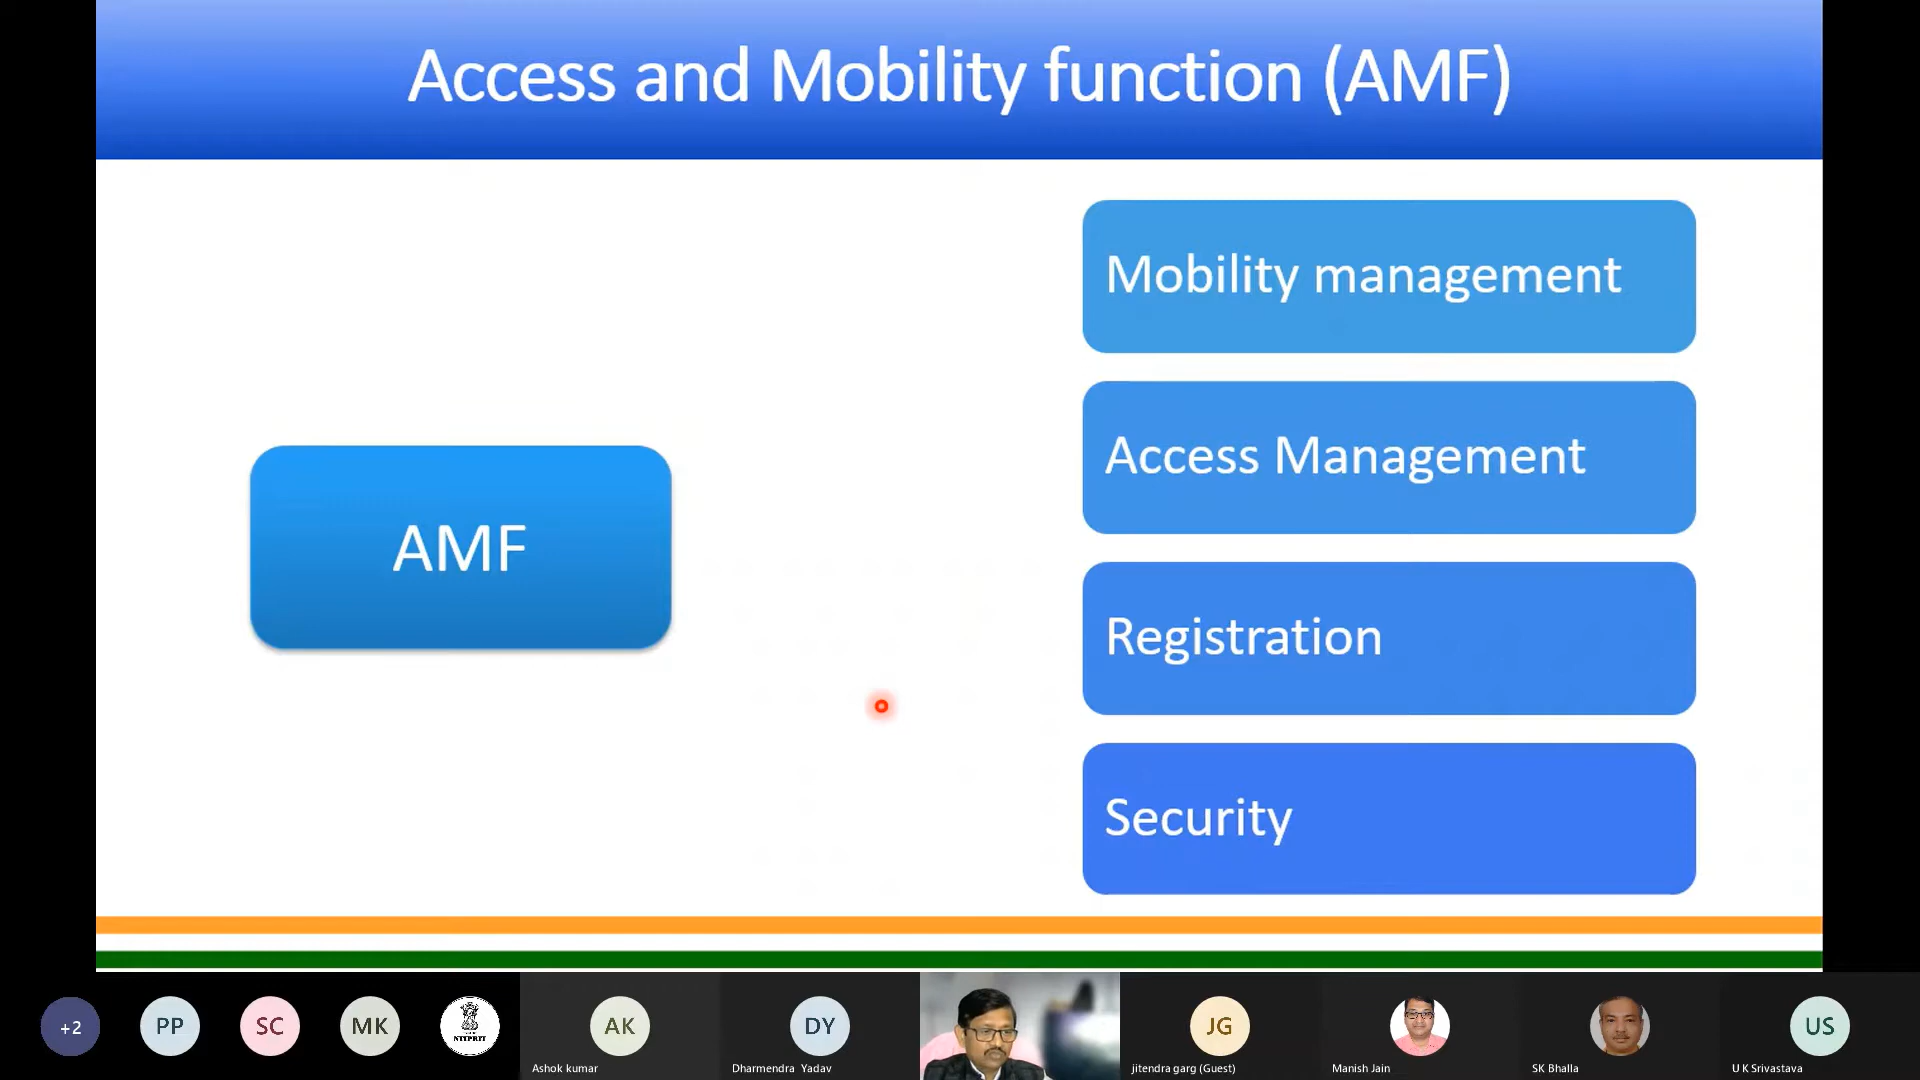 Access and Mobility function (AMF)
AMF
Mobility management
Access Management
Registration
Security
+2
PP
SC
MK
NTIPRIT
AK
Ashok kumar
DY
Dharmendra Yadav
JG
jitendra garg (Guest)
Manish Jain
SK Bhalla
US
U K Srivastava